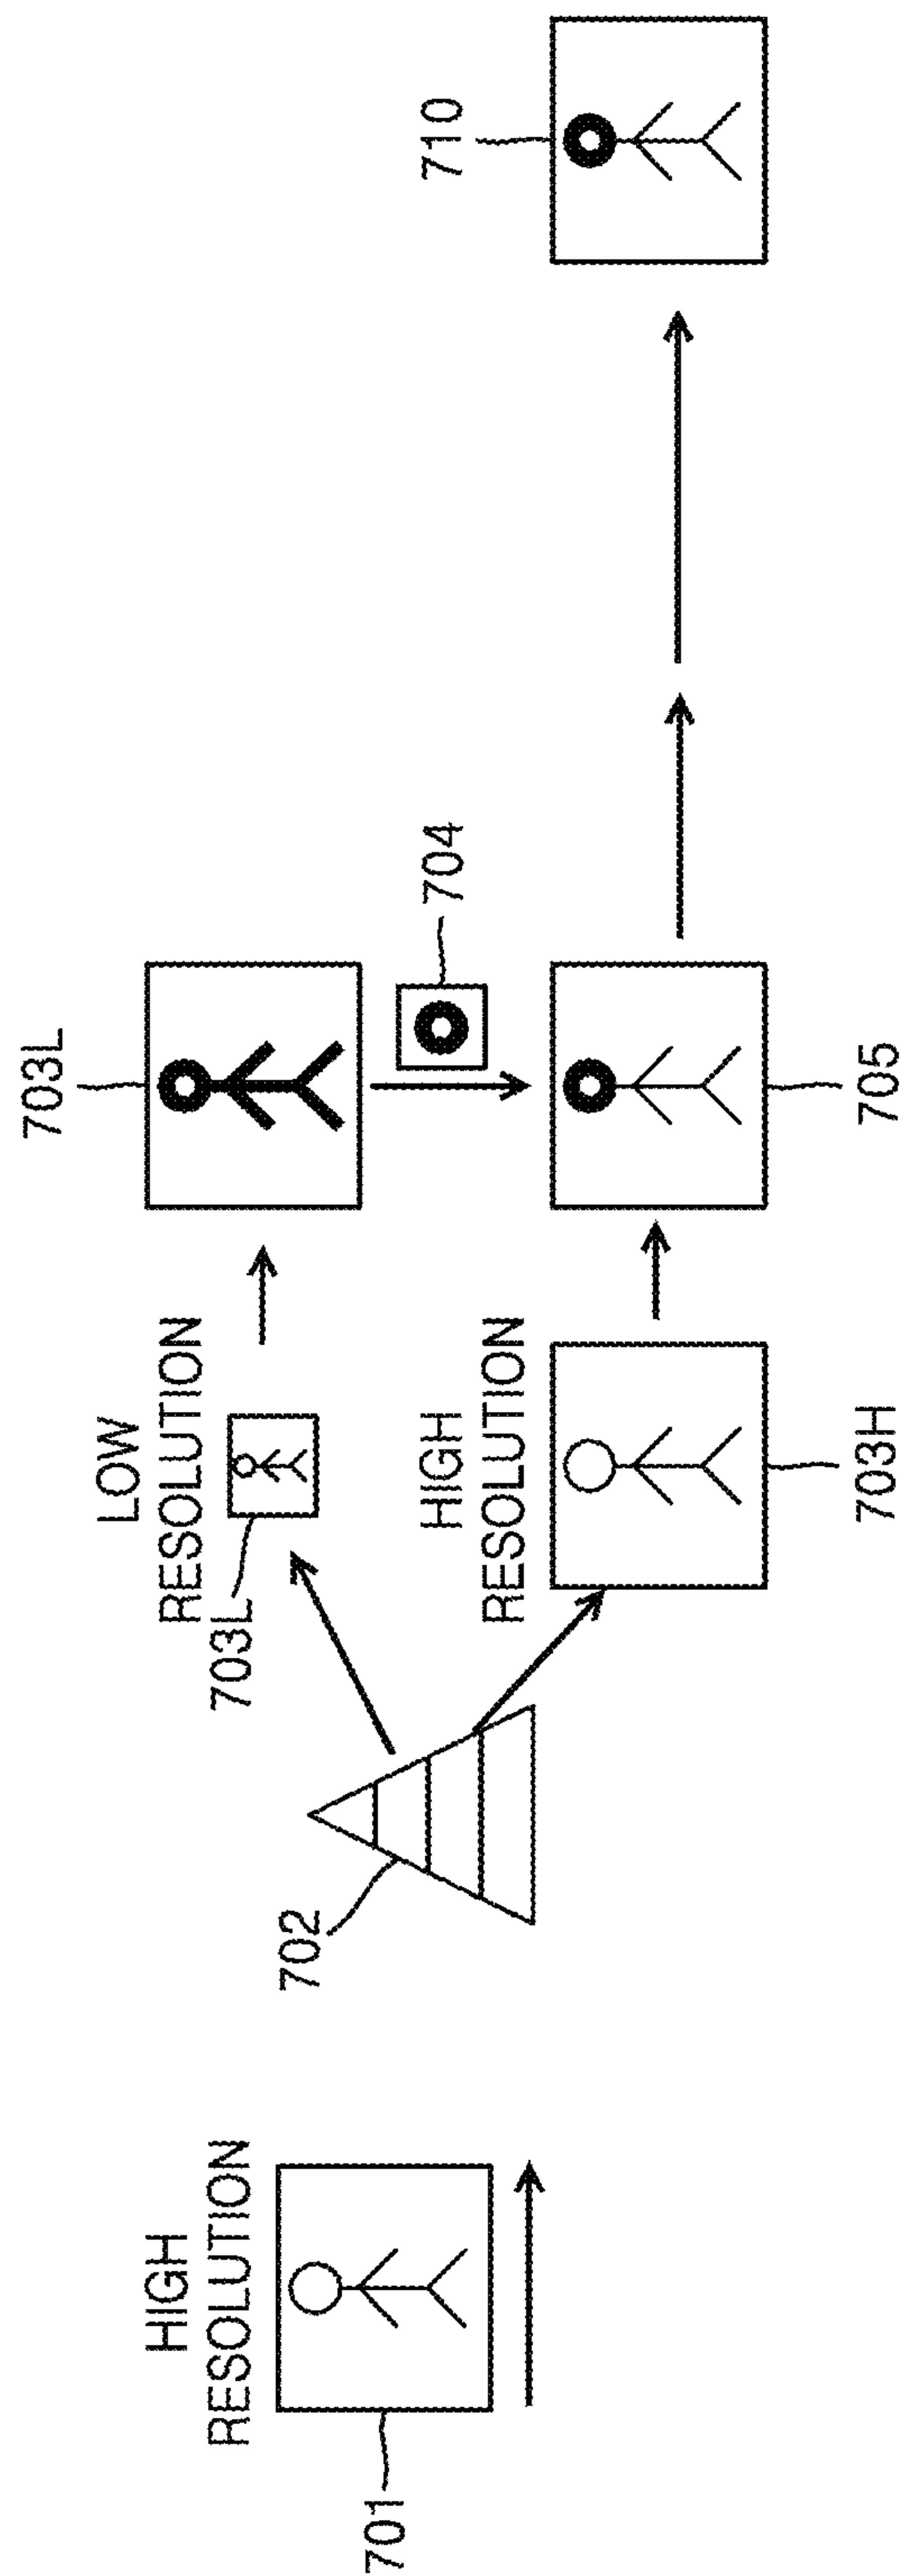 HIGH
RESOLUTION
701
702
LOW
RESOLUTION
703L
HIGH
RESOLUTION
703H
703L
704
705
710